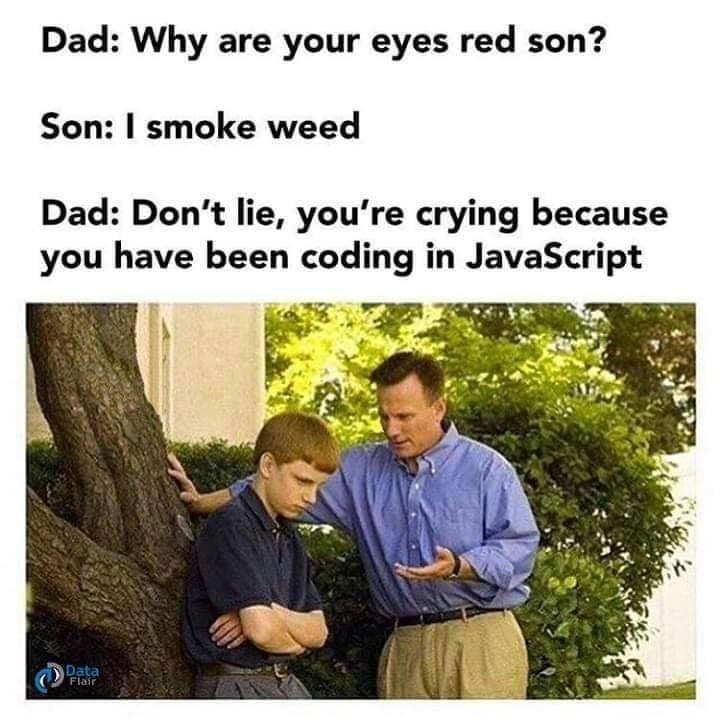 Dad: Why are your eyes red son?
Son: I smoke weed
Dad: Don't lie, you're crying because
you have been coding in JavaScript
Data
Flair